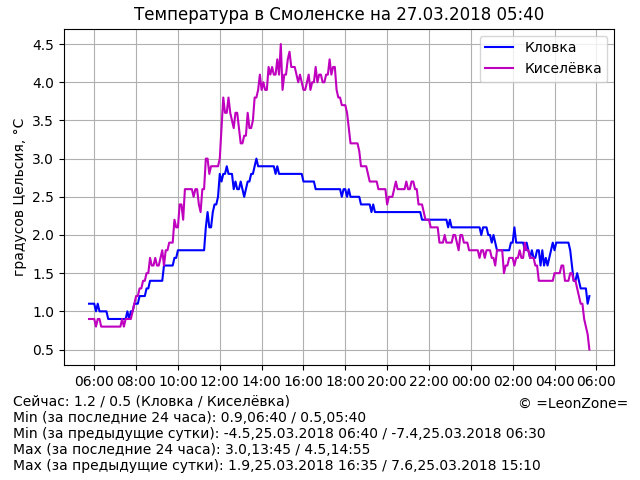 Температура в Смоленске на 27.03.2018 05:40
Кловка
Киселёвка
градусов Цельсия, °C
4.5
4.0
3.5
3.0
2.5
2.0
1.5
1.0
0.5
06:00 08:00 10:00 12:00 14:00 16:00 18:00 20:00 22:00 00:00 02:00 04:00 06:00
Сейчас: 1.2 / 0.5 (Кловка / Киселёвка)
© =LeonZone=
Min (за последние 24 часа): 0.9,06:40 / 0.5,05:40
Min (за предыдущие сутки): -4.5,25.03.2018 06:40 / -7.4,25.03.2018 06:30
Max (за последние 24 часа): 3.0,13:45 / 4.5,14:55
Max (за предыдущие сутки): 1.9,25.03.2018 16:35 / 7.6,25.03.2018 15:10